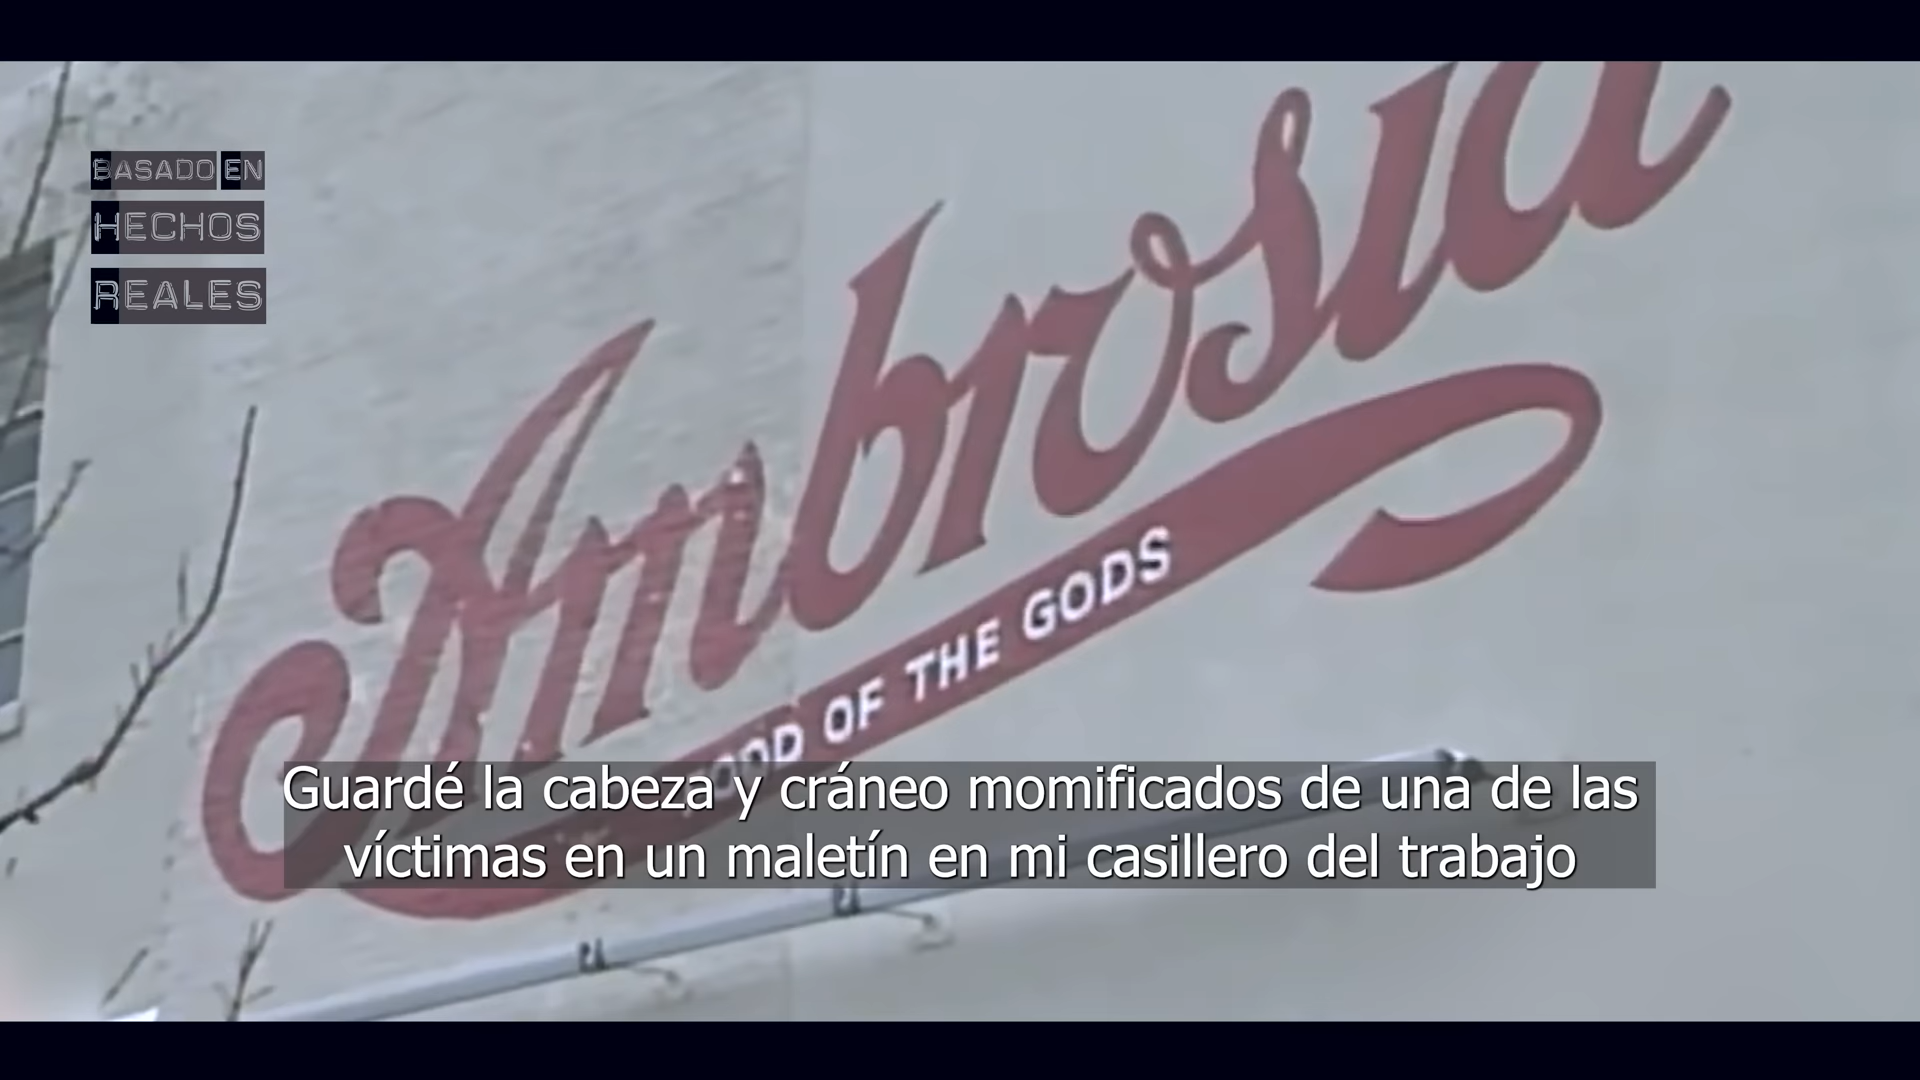 BASADO EN
HECHOS
REALES
Ambrosia
FOOD OF THE GODS
Guardé la cabeza y cráneo momificados de una de las
víctimas en un maletín en mi casillero del trabajo